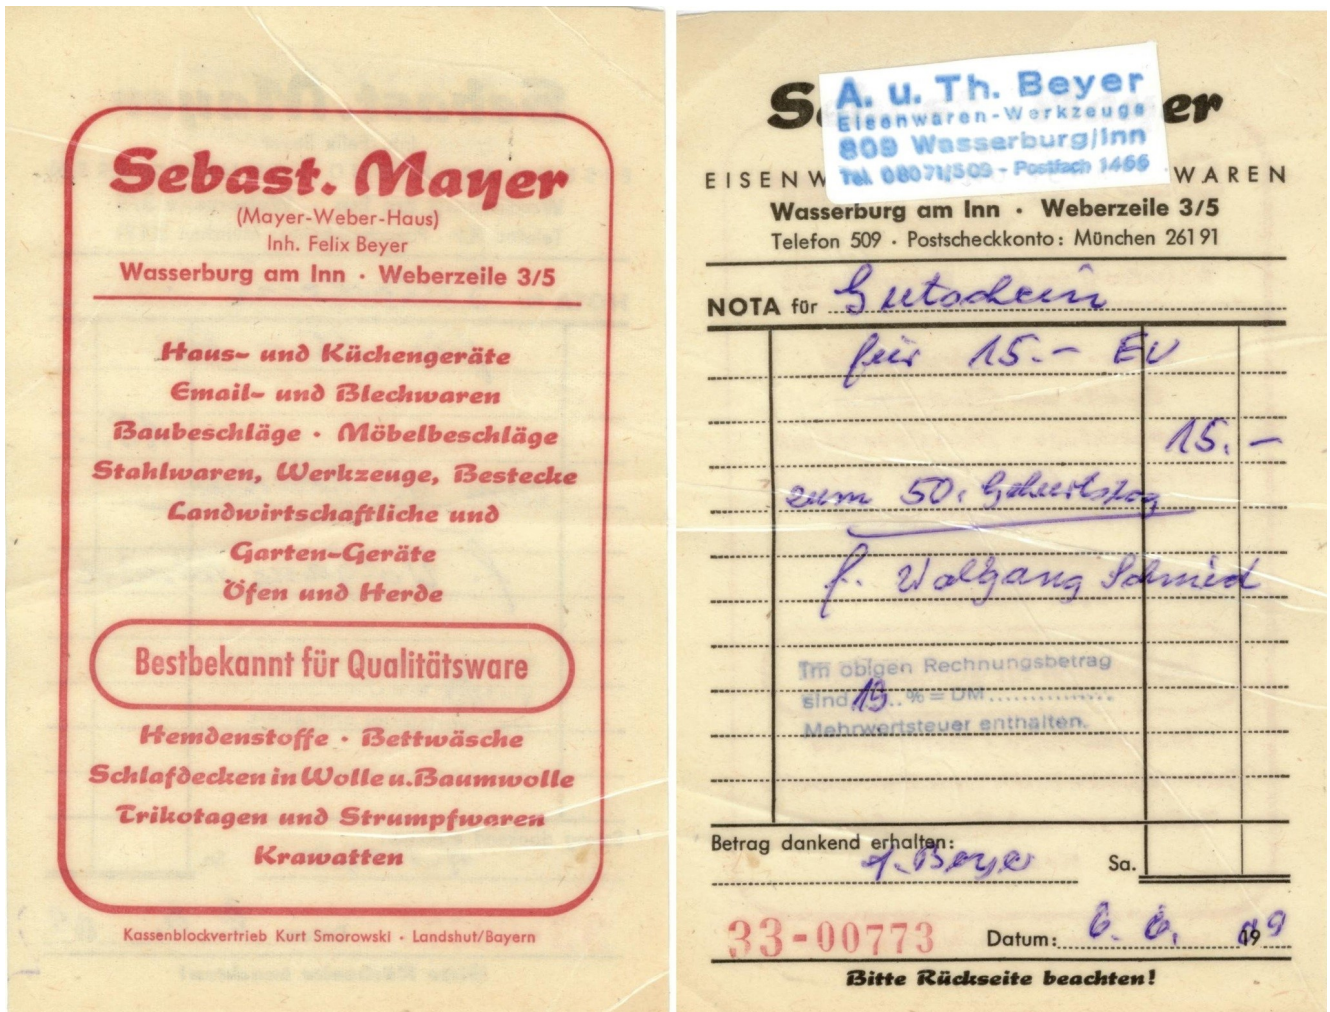 Sebast. Mayer
(Mayer-Weber-Haus)
Inh. Felix Beyer
Wasserburg am Inn · Weberzeile 3/5
Haus- und Küchengeräte
Email- und Blechwaren
Baubeschläge · Möbelbeschläge
Stahlwaren, Werkzeuge, Bestecke
Landwirtschaftliche und
Garten-Geräte
Öfen und Herde
Bestbekannt für Qualitätsware
Hemdenstoffe · Bettwäsche
Schlafdecken in Wolle u. Baumwolle
Trikotagen und Strumpfwaren
Krawatten
Kassenblockvertrieb Kurt Smorowski · Landshut/Bayern
A. u. Th. Beyer
Eisenwaren-Werkzeuge
809 Wasserburg/Inn
Tel. 08071/509 - Postfach 1466
Wasserburg am Inn · Weberzeile 3/5
Telefon 509 · Postscheckkonto: München 26191
NOTA für Gutschein
für 15.- EU
15.-
zum 50. Geburtstag
f. Wolfgang Schmid
Im obigen Rechnungsbetrag
sind 19 % = DM
Mehrwertsteuer enthalten.
Betrag dankend erhalten:
A. Beyer
Sa.
33-00773 Datum: 6. 6. 09
Bitte Rückseite beachten!